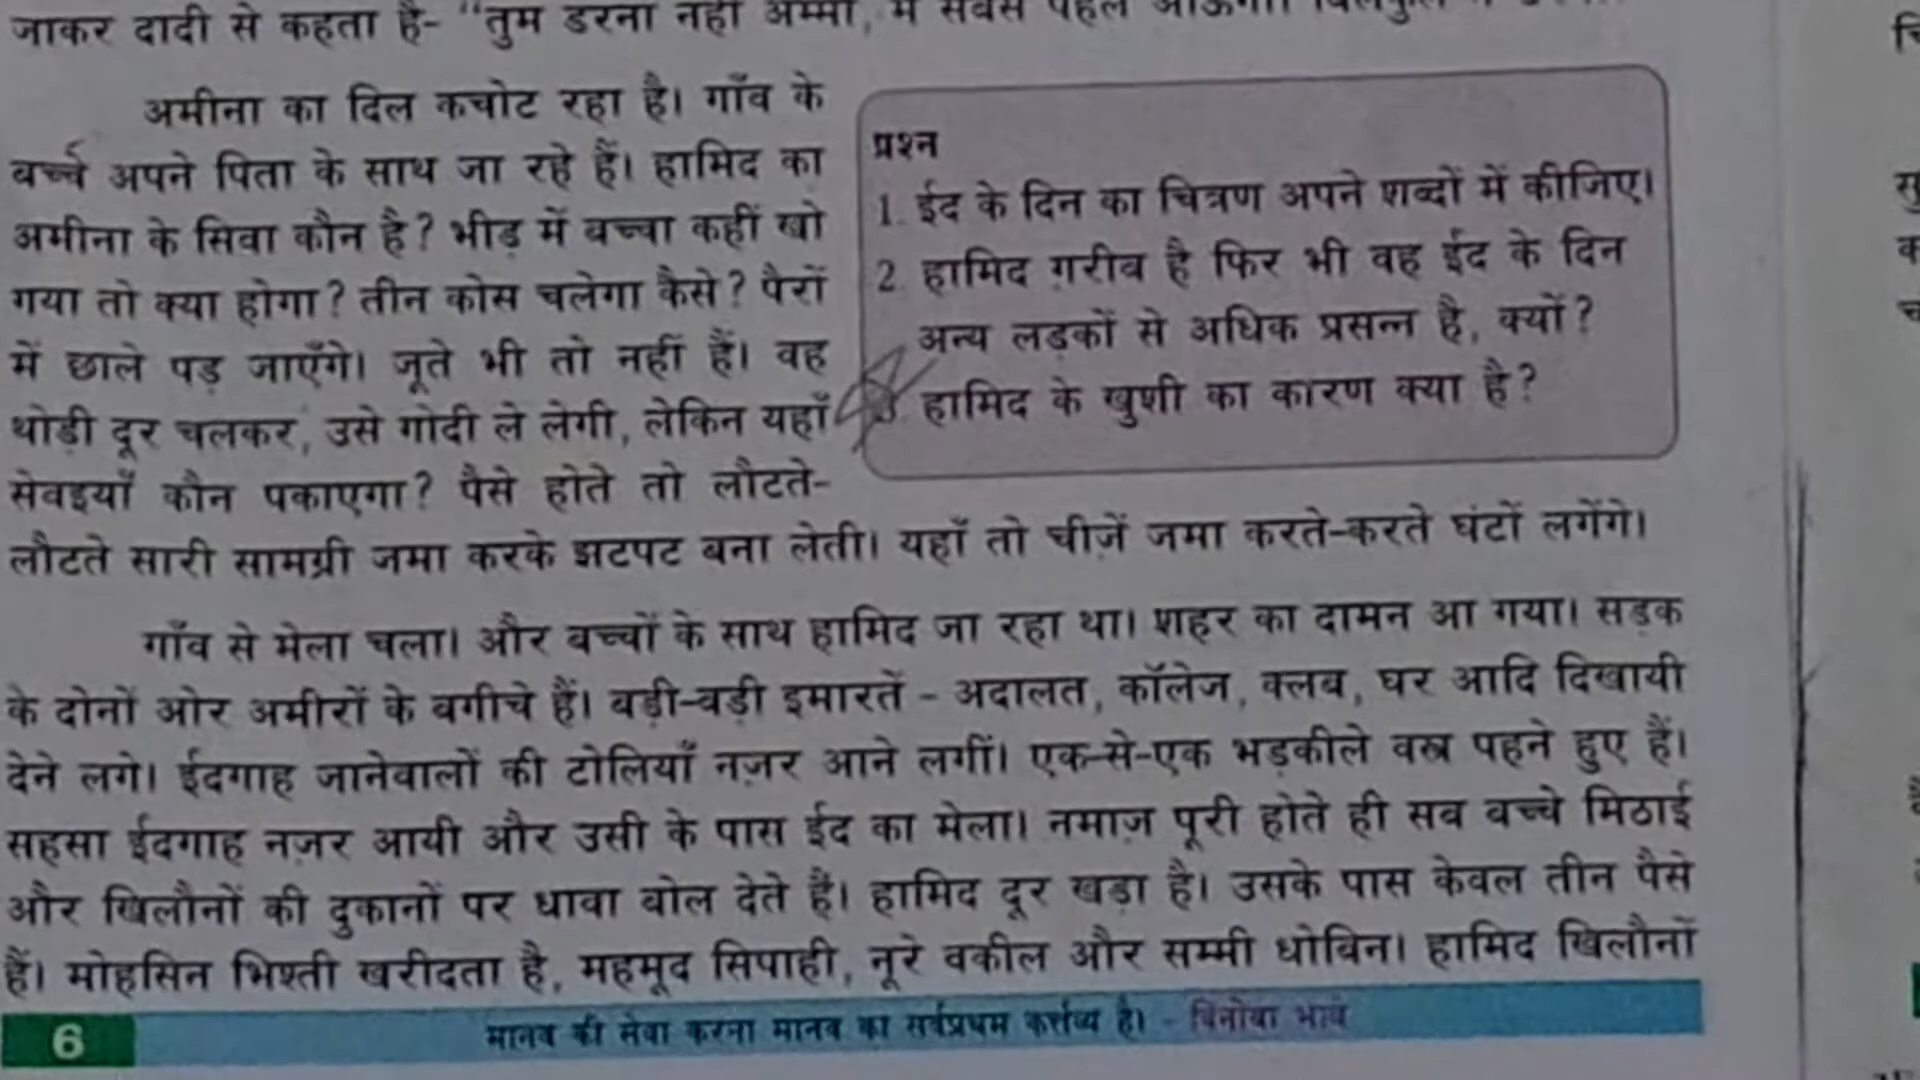 जाकर दादी से कहता है- "तुम डरना नहीं अम्मा, मैं सबसे पहले आऊँगा।
अमीना का दिल कचोट रहा है। गाँव के
बच्चे अपने पिता के साथ जा रहे हैं। हामिद का
अमीना के सिवा कौन है? भीड़ में बच्चा कहीं खो
गया तो क्या होगा? तीन कोस चलेगा कैसे? पैरों
में छाले पड़ जाएँगे। जूते भी तो नहीं हैं। वह
थोड़ी दूर चलकर, उसे गोदी ले लेगी, लेकिन यहाँ
सेवइयाँ कौन पकाएगा? पैसे होते तो लौटते-
लौटते सारी सामग्री जमा करके झटपट बना लेती। यहाँ तो चीज़ें जमा करते-करते घंटों लगेंगे।
प्रश्न
1. ईद के दिन का चित्रण अपने शब्दों में कीजिए।
2. हामिद ग़रीब है फिर भी वह ईद के दिन
अन्य लड़कों से अधिक प्रसन्न है, क्यों?
3. हामिद के खुशी का कारण क्या है?
गाँव से मेला चला। और बच्चों के साथ हामिद जा रहा था। शहर का दामन आ गया। सड़क
के दोनों ओर अमीरों के बगीचे हैं। बड़ी-बड़ी इमारतें - अदालत, कॉलेज, क्लब, घर आदि दिखायी
देने लगे। ईदगाह जानेवालों की टोलियाँ नज़र आने लगीं। एक-से-एक भड़कीले वस्त्र पहने हुए हैं।
सहसा ईदगाह नज़र आयी और उसी के पास ईद का मेला। नमाज़ पूरी होते ही सब बच्चे मिठाई
और खिलौनों की दुकानों पर धावा बोल देते हैं। हामिद दूर खड़ा है। उसके पास केवल तीन पैसे
हैं। मोहसिन भिश्ती खरीदता है, महमूद सिपाही, नूरे वकील और सम्मी धोबिन। हामिद खिलौनों
6
मानव की सेवा करना मानव का सर्वप्रथम कर्त्तव्य है। - विनोबा भावे